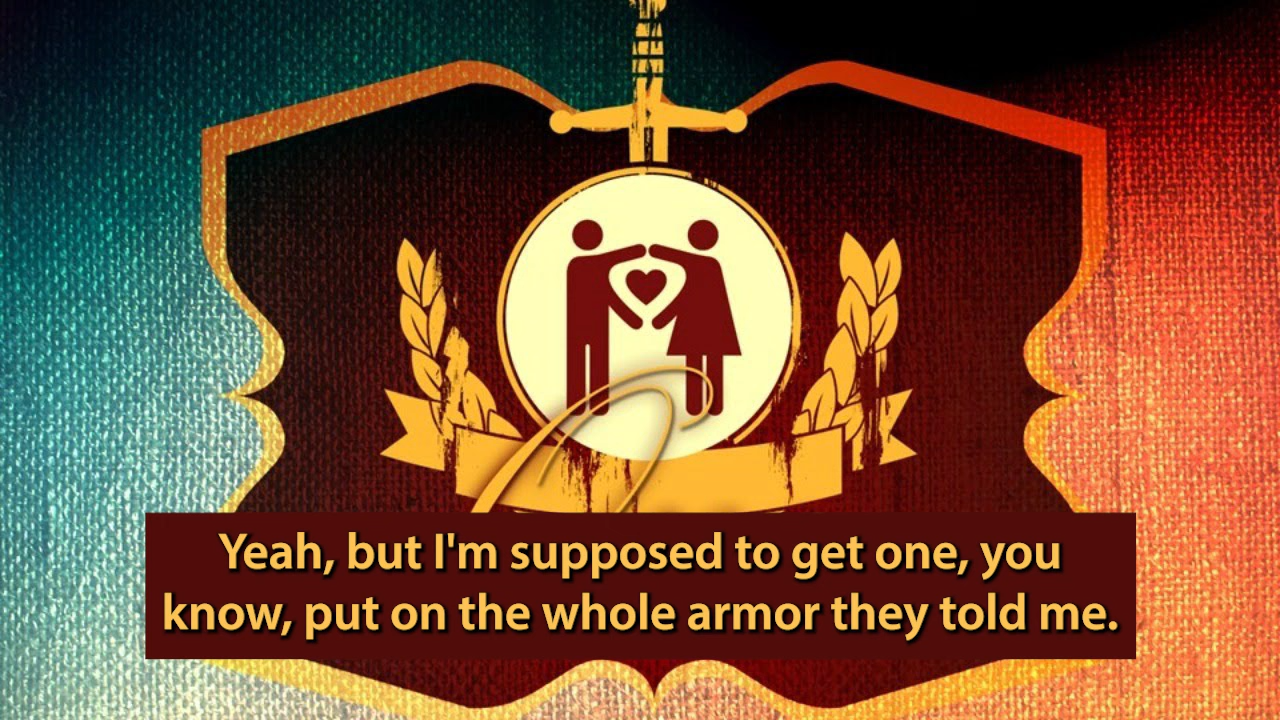 Yeah, but I'm supposed to get one, you
know, put on the whole armor they told me.